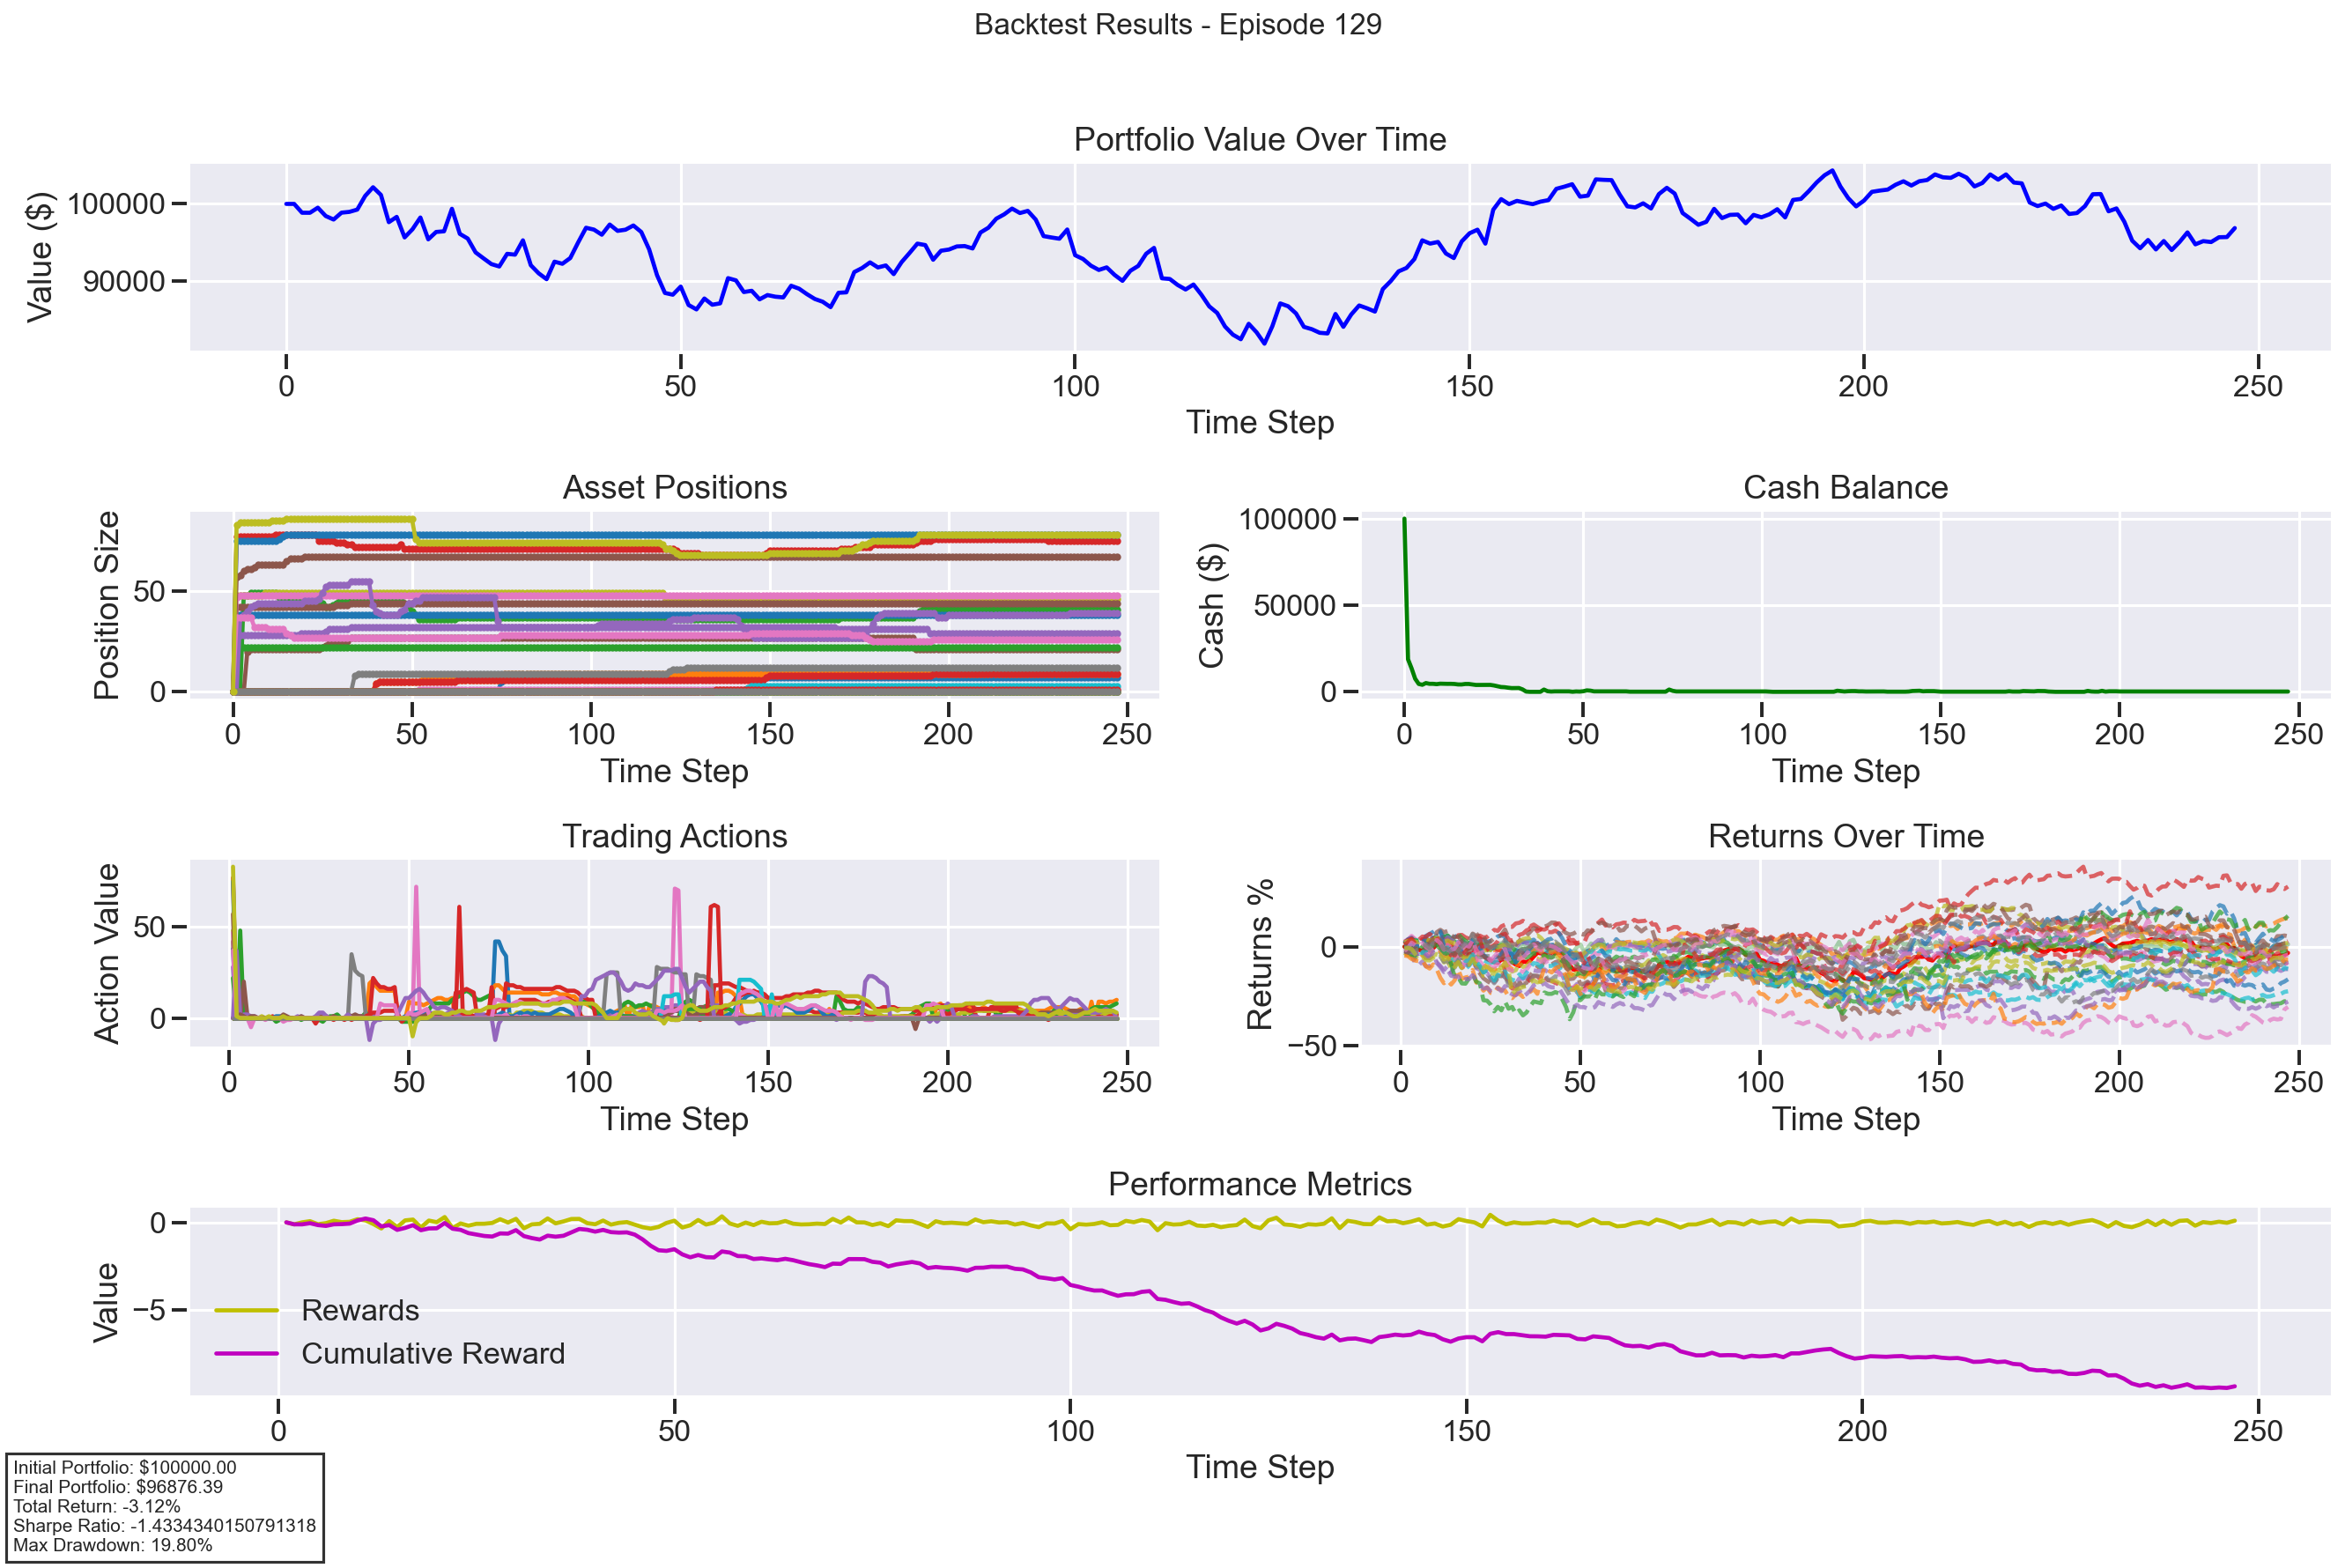 Backtest Results - Episode 129
Portfolio Value Over Time
Value ($)
100000
90000
0 50 100 150 200 250
Time Step
Asset Positions
Position Size
50
0
0 50 100 150 200 250
Time Step
Cash Balance
Cash ($)
100000
50000
0
0 50 100 150 200 250
Time Step
Trading Actions
Action Value
50
0
0 50 100 150 200 250
Time Step
Returns Over Time
Returns %
0
−50
0 50 100 150 200 250
Time Step
Performance Metrics
Value
0
−5
Rewards
Cumulative Reward
0 50 100 150 200 250
Time Step
Initial Portfolio: $100000.00
Final Portfolio: $96876.39
Total Return: -3.12%
Sharpe Ratio: -1.4334340150791318
Max Drawdown: 19.80%